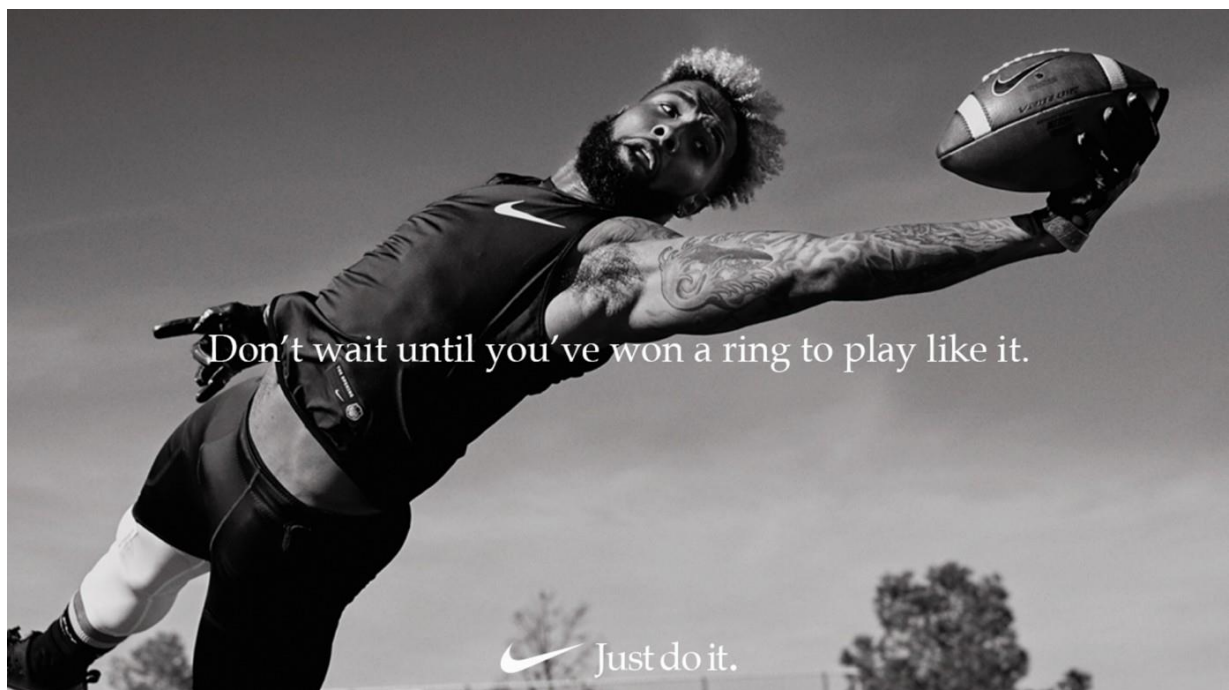 Don’t wait until you’ve won a ring to play like it.
Just do it.